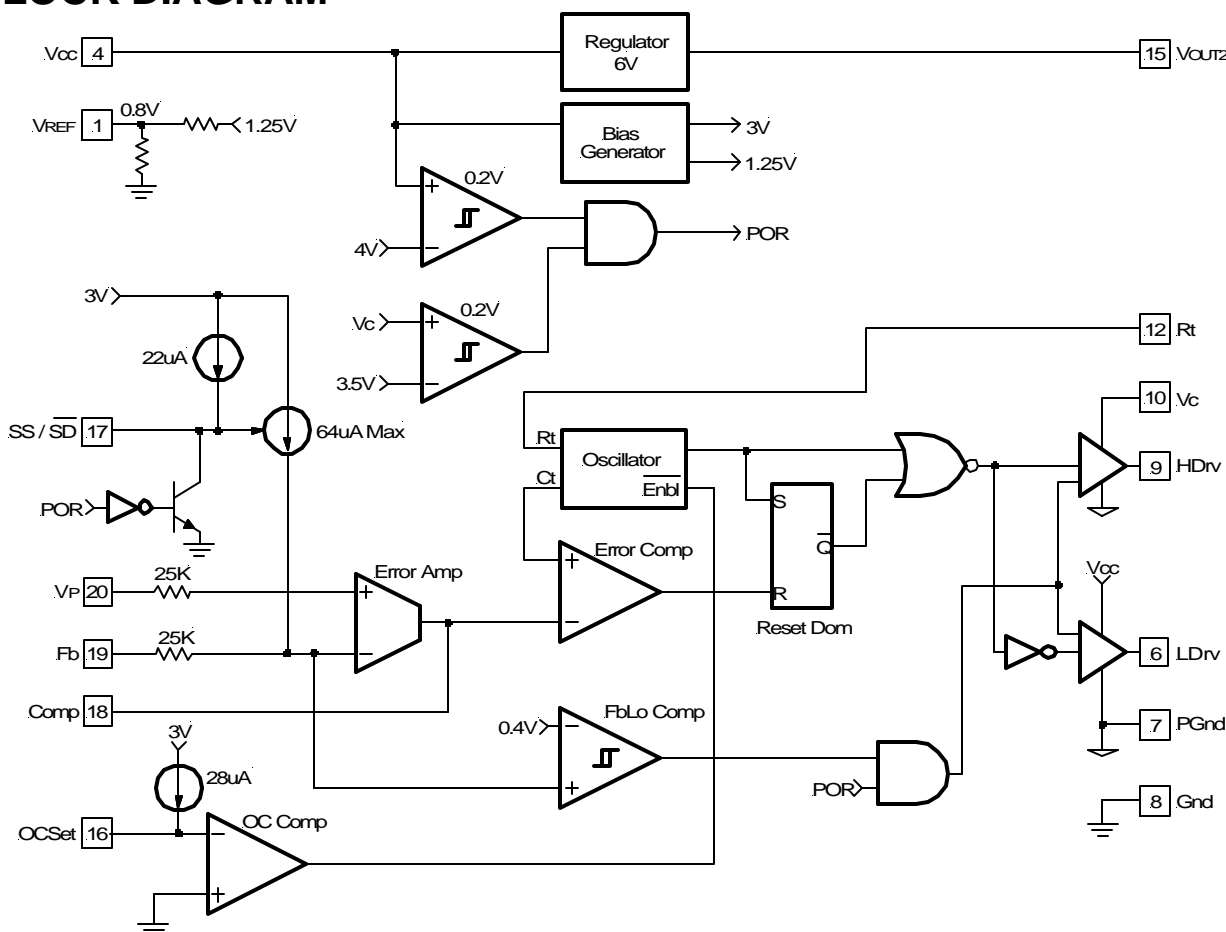 BLOCK DIAGRAM
Vcc 4
Regulator
6V
15 VOUT2
VREF 1
0.8V
1.25V
Bias
Generator
3V
1.25V
0.2V
+
4V
−
POR
3V
0.2V
Vc
+
3.5V
−
22uA
12 Rt
10 Vc
SS / SD 17
64uA Max
Rt
Oscillator
Ct
Enbl
9 HDrv
POR
S
Q
R
Reset Dom
Error Comp
+
−
VP 20
25K
Error Amp
+
Vcc
Fb 19
25K
−
6 LDrv
Comp 18
FbLo Comp
0.4V
−
+
7 PGnd
3V
28uA
POR
8 Gnd
OCSet 16
OC Comp
−
+